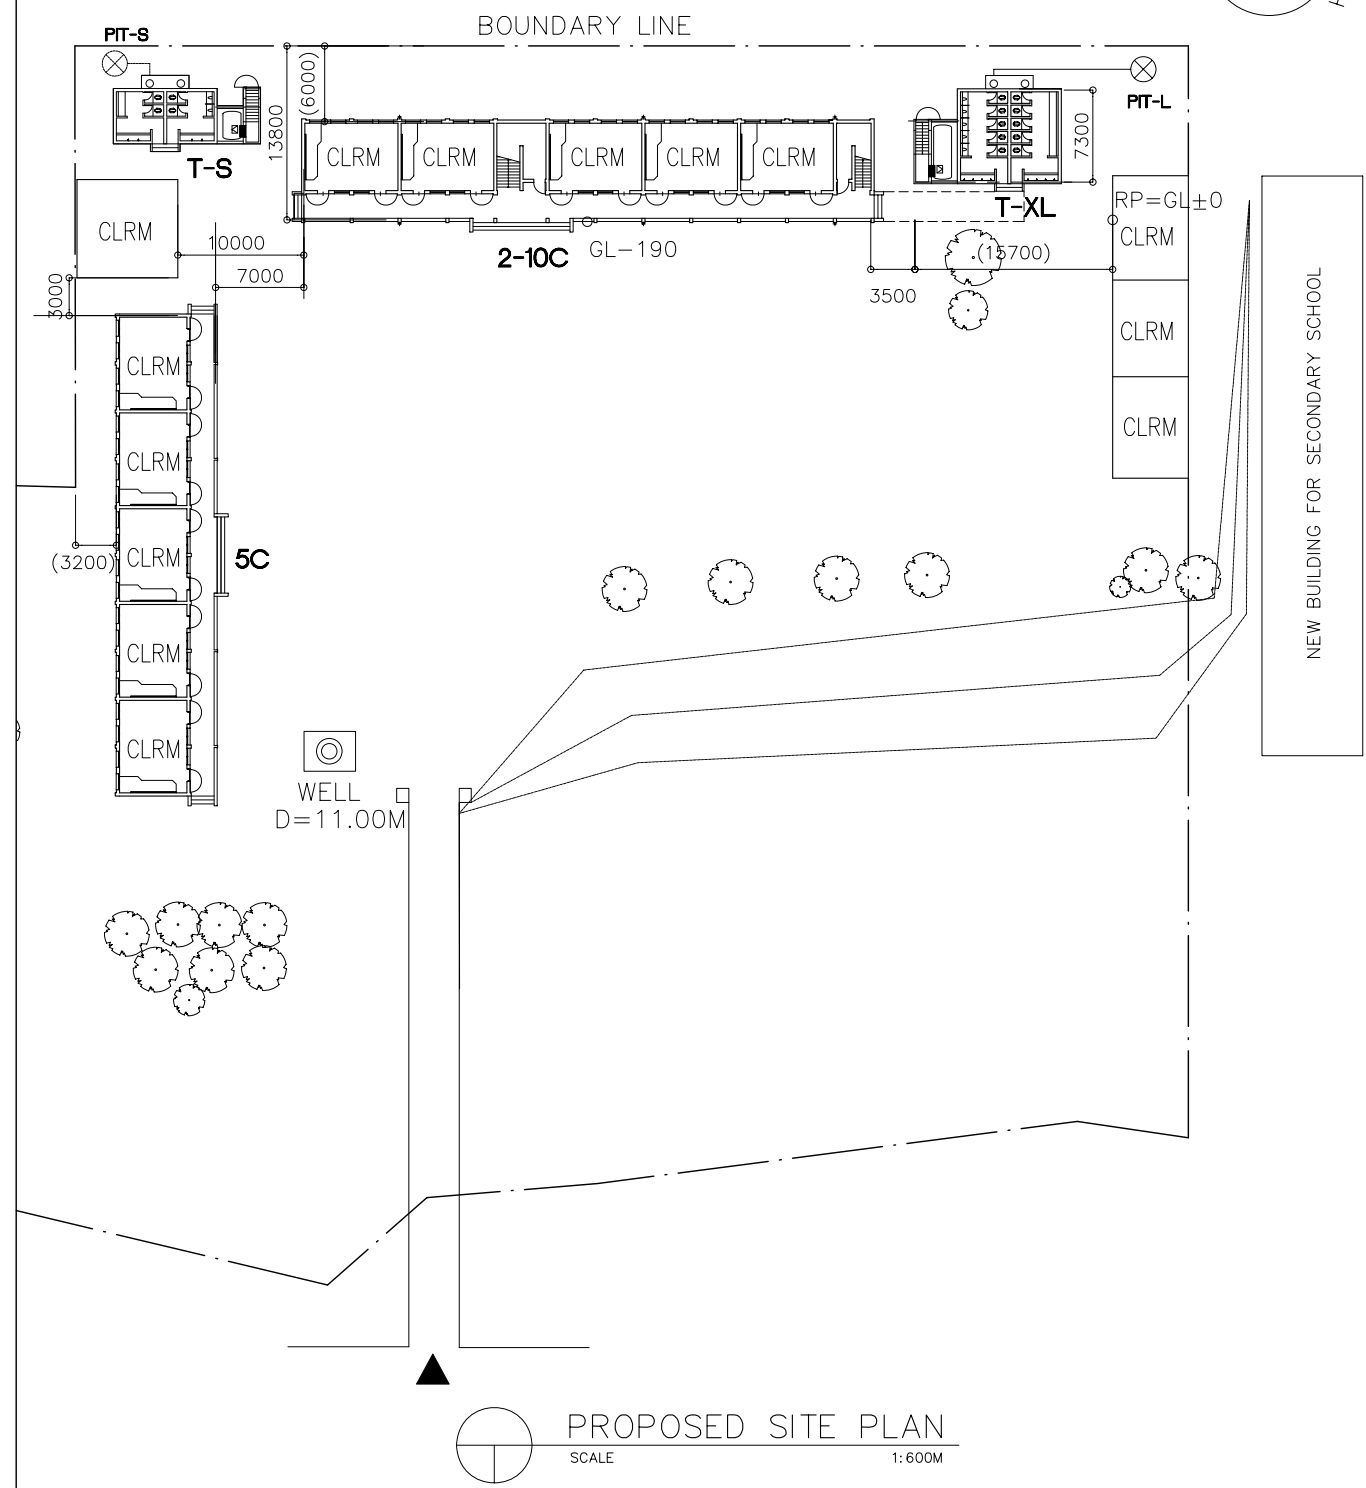 BOUNDARY LINE
PIT-S
(6000)
13800
PIT-L
7300
CLRM
CLRM
CLRM
CLRM
CLRM
T-S
T-XL
RP=GL±0
CLRM
10000
2-10C
GL-190
(15700)
CLRM
7000
3500
3000
CLRM
CLRM
CLRM
CLRM
CLRM
(3200)
CLRM
5C
CLRM
CLRM
NEW BUILDING FOR SECONDARY SCHOOL
WELL
D=11.00M
PROPOSED SITE PLAN
SCALE
1:600M